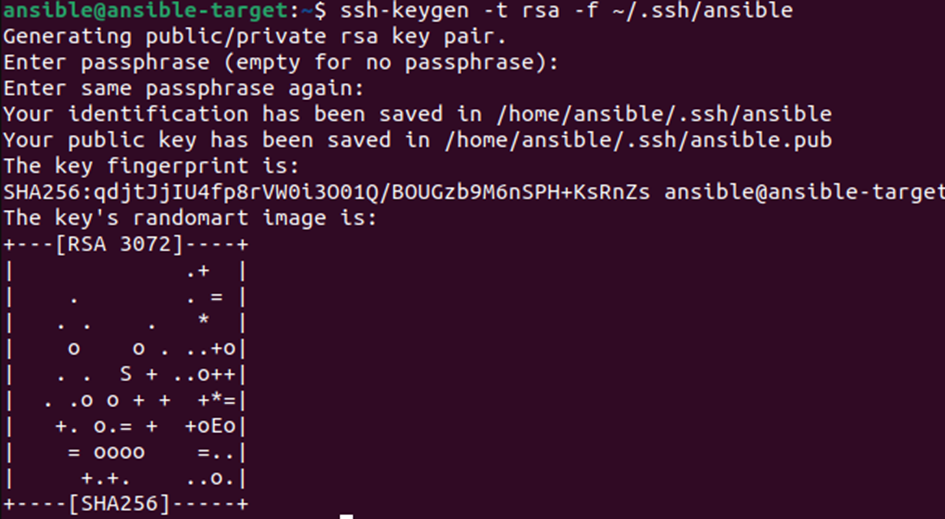 ansible@ansible-target:~$ ssh-keygen -t rsa -f ~/.ssh/ansible
Generating public/private rsa key pair.
Enter passphrase (empty for no passphrase):
Enter same passphrase again:
Your identification has been saved in /home/ansible/.ssh/ansible
Your public key has been saved in /home/ansible/.ssh/ansible.pub
The key fingerprint is:
SHA256:qdjtJjIU4fp8rVW0i3O01Q/BOUGzb9M6nSPH+KsRnZs ansible@ansible-target
The key's randomart image is:
+---[RSA 3072]----+
|             .+  |
|    .        . = |
|   . .    .   *  |
|    o    o . ..+o|
|   . .  S + ..o++|
|  . .o o + +  +*=|
|   +. o.= +  +oEo|
|    = oooo    =..|
|     +.+.    ..o.|
+----[SHA256]-----+